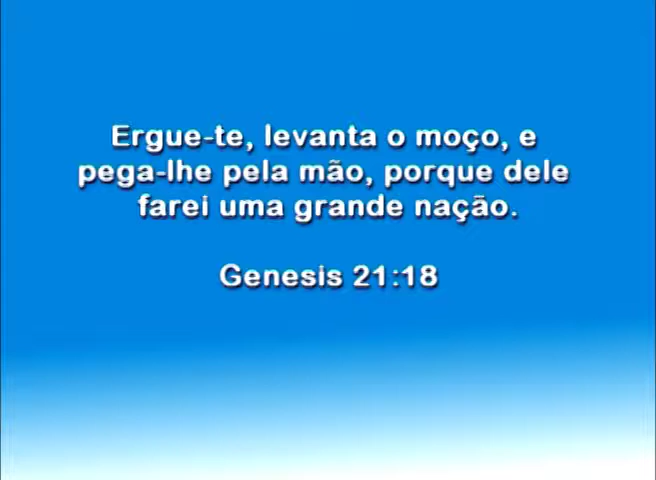 Ergue-te, levanta o moço, e
pega-lhe pela mão, porque dele
farei uma grande nação.
Genesis 21:18